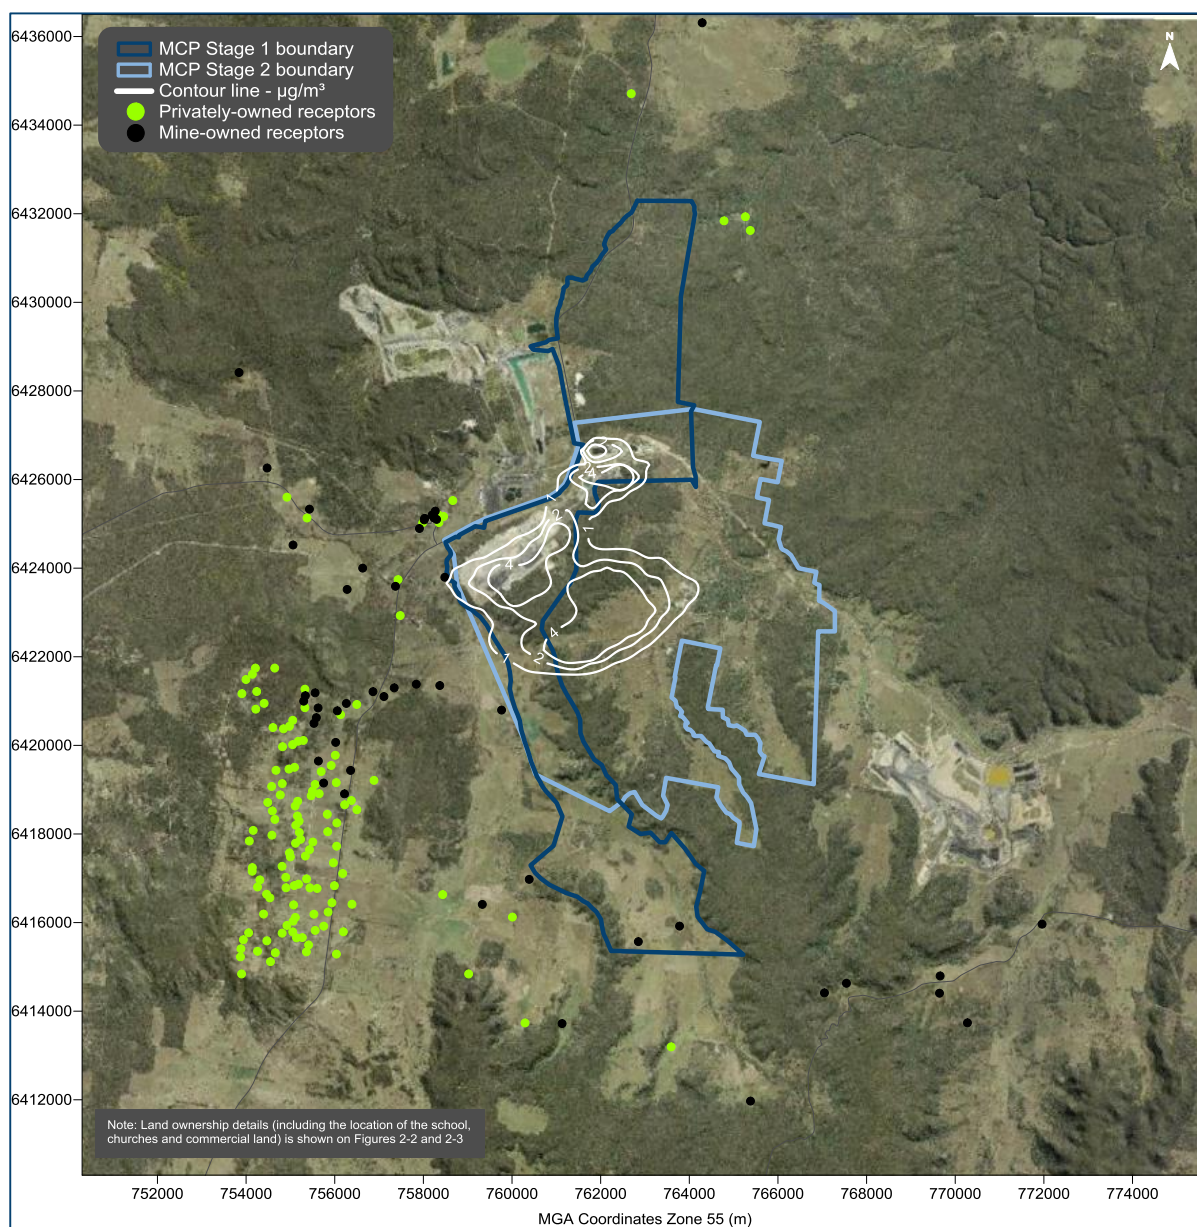 MCP Stage 1 boundary
MCP Stage 2 boundary
Contour line - µg/m³
Privately-owned receptors
Mine-owned receptors
N
6436000
6434000
6432000
6430000
6428000
6426000
6424000
6422000
6420000
6418000
6416000
6414000
6412000
2
2
4
1
2
1
4
4
1
2
Note: Land ownership details (including the location of the school,
churches and commercial land) is shown on Figures 2-2 and 2-3
752000 754000 756000 758000 760000 762000 764000 766000 768000 770000 772000 774000
MGA Coordinates Zone 55 (m)